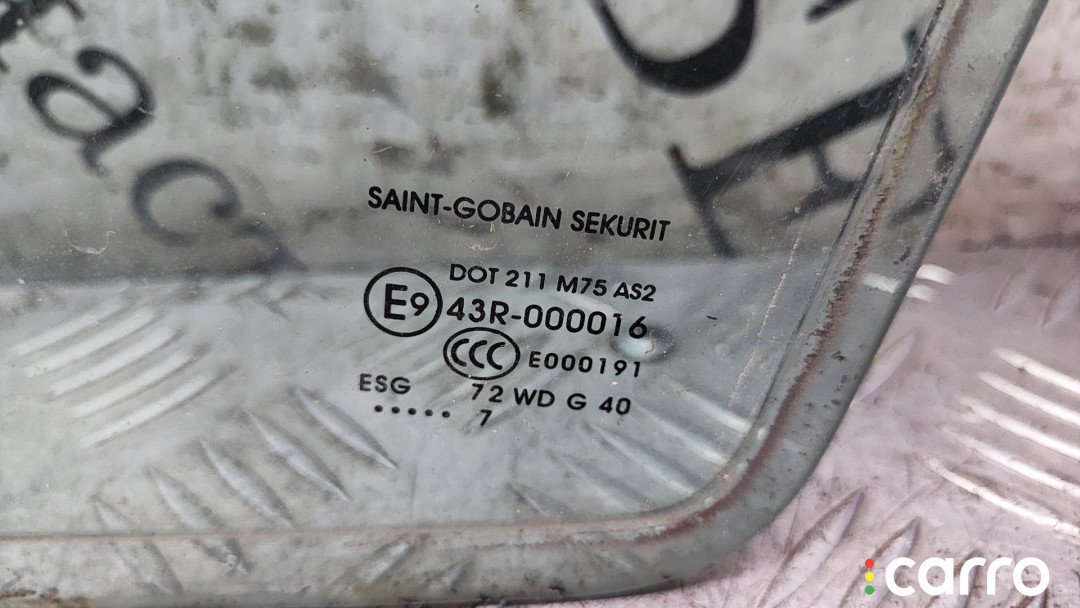 SAINT-GOBAIN SEKURIT
DOT 211 M75 AS2
E9 43R-000016
CCC E000191
ESG 72 WD G 40
..... 7
carro